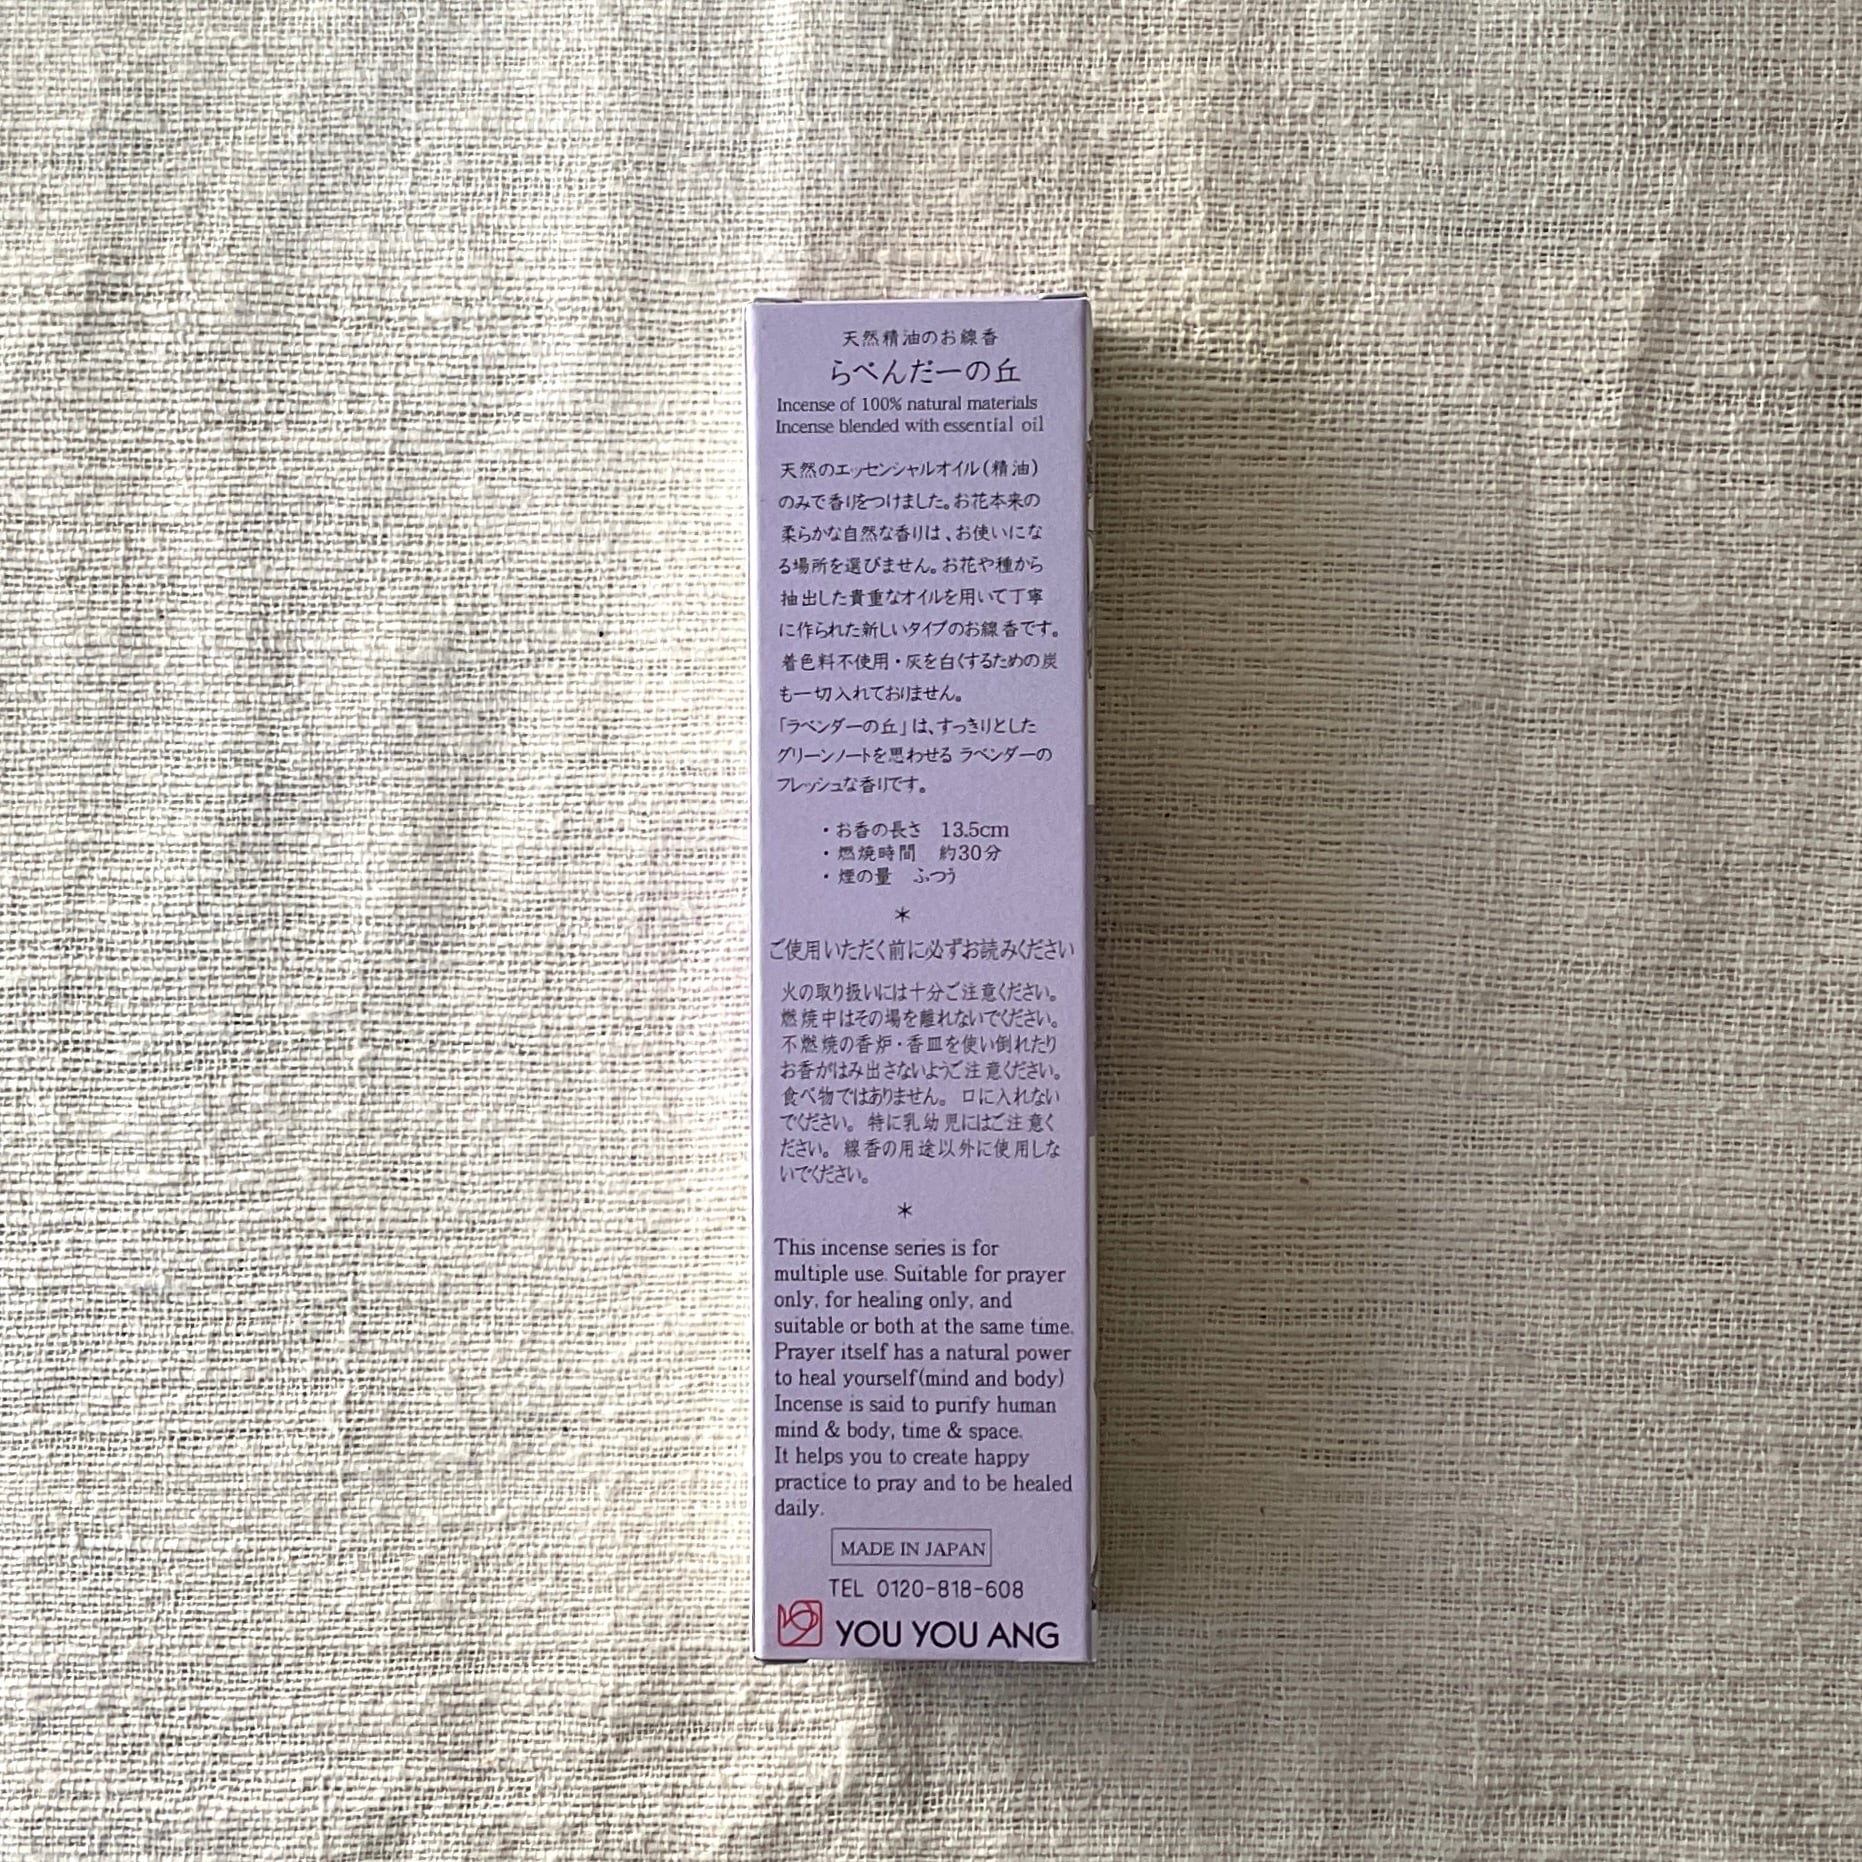 天然精油のお線香
らべんだーの丘
Incense of 100% natural materials
Incense blended with essential oil
天然のエッセンシャルオイル(精油)
のみで香りをつけました。お花本来の
柔らかな自然な香りは、お使いにな
る場所を選びません。お花や種から
抽出した貴重なオイルを用いて丁寧
に作られた新しいタイプのお線香です。
着色料不使用・灰を白くするための炭
も一切入れておりません。
「ラベンダーの丘」は、すっきりとした
グリーンノートを思わせる ラベンダーの
フレッシュな香りです。
・お香の長さ 13.5cm
・燃焼時間 約30分
・煙の量 ふつう
*
ご使用いただく前に必ずお読みください
火の取り扱いには十分ご注意ください。
燃焼中はその場を離れないでください。
不燃焼の香炉・香皿を使い倒れたり
お香がはみ出さないようご注意ください。
食べ物ではありません。 口に入れない
でください。 特に乳幼児にはご注意く
ださい。 線香の用途以外に使用しな
いでください。
*
This incense series is for
multiple use. Suitable for prayer
only, for healing only, and
suitable or both at the same time.
Prayer itself has a natural power
to heal yourself(mind and body)
Incense is said to purify human
mind & body, time & space.
It helps you to create happy
practice to pray and to be healed
daily.
MADE IN JAPAN
TEL 0120-818-608
YOU YOU ANG